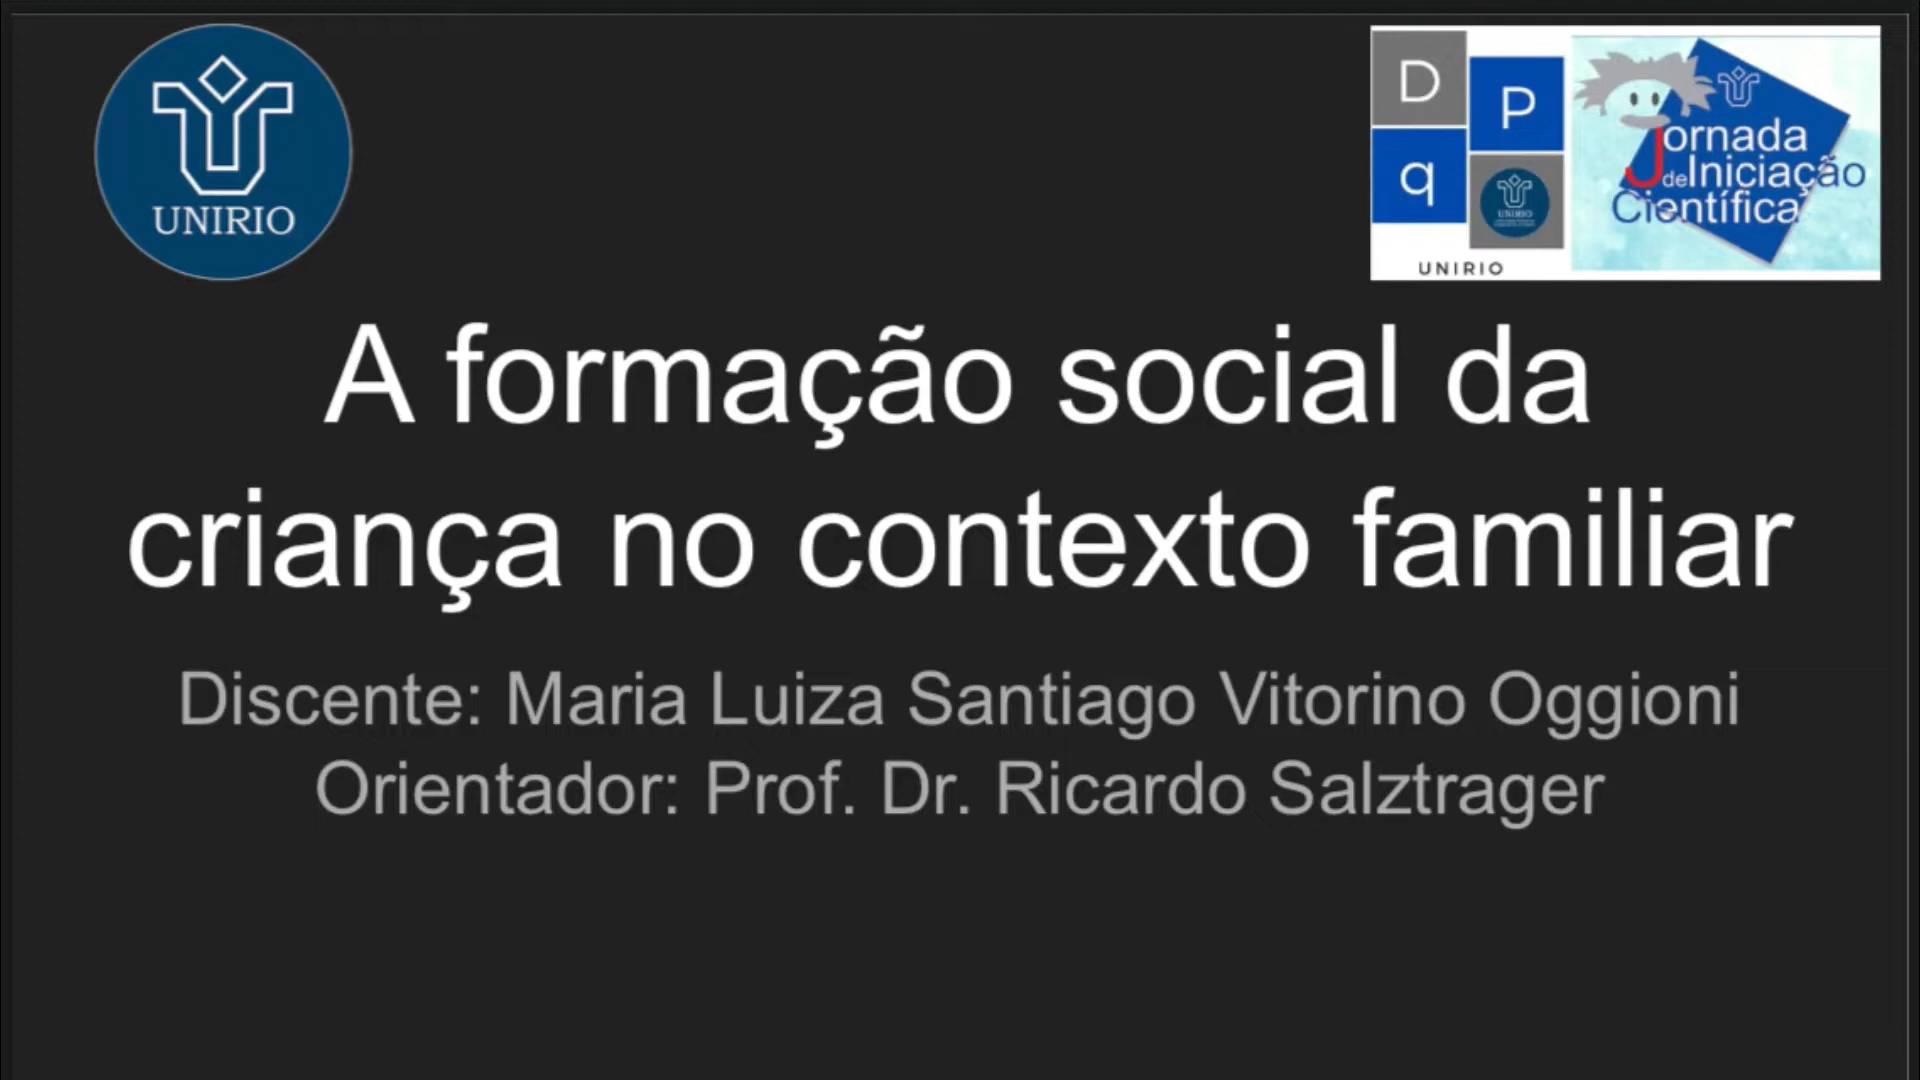 UNIRIO
D
P
q
UNIRIO
UNIRIO
Jornada
de Iniciação
Científica
A formação social da
criança no contexto familiar
Discente: Maria Luiza Santiago Vitorino Oggioni
Orientador: Prof. Dr. Ricardo Salztrager